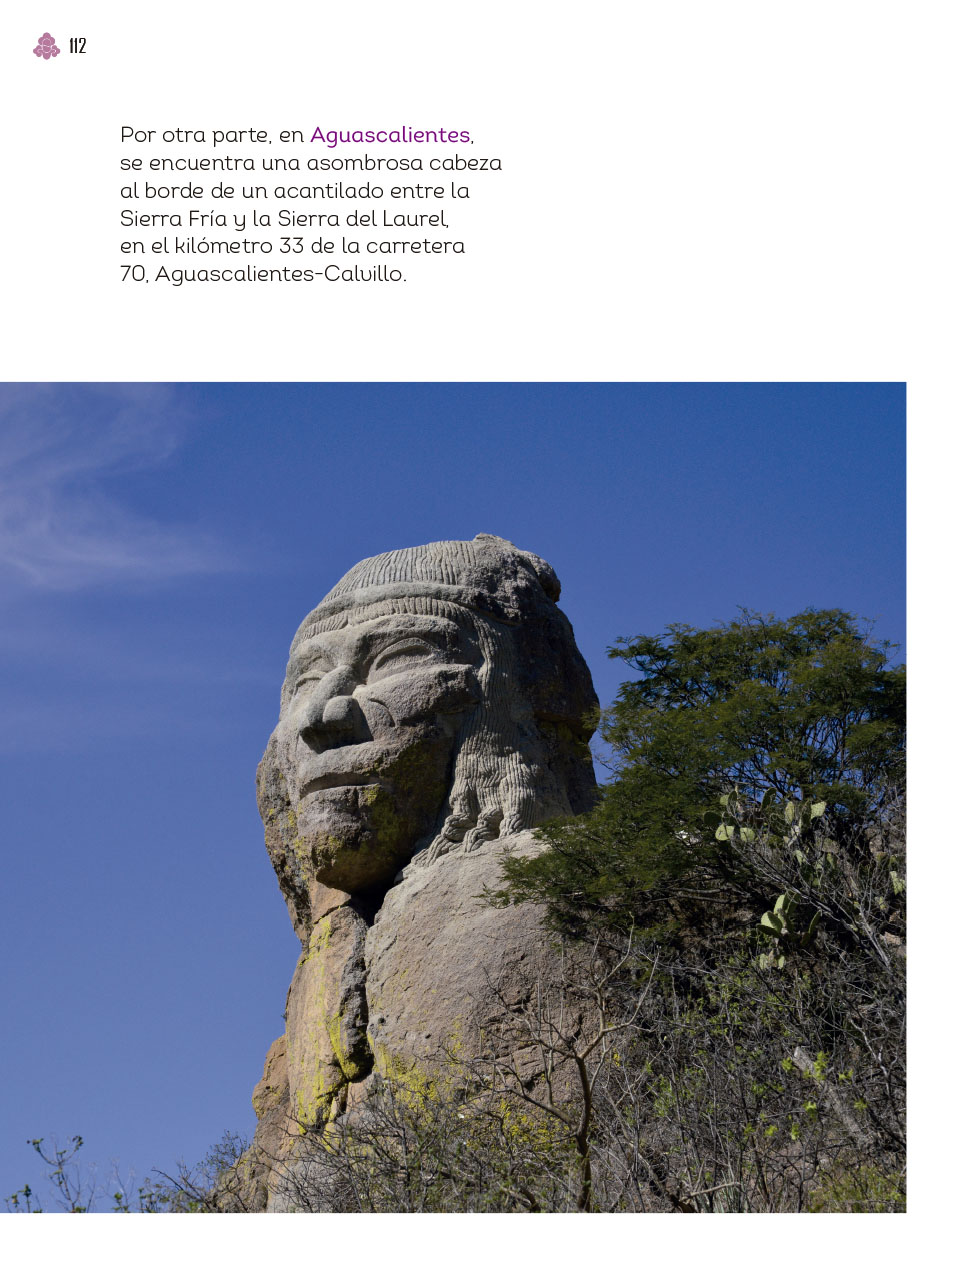 112
Por otra parte, en Aguascalientes,
se encuentra una asombrosa cabeza
al borde de un acantilado entre la
Sierra Fría y la Sierra del Laurel,
en el kilómetro 33 de la carretera
70, Aguascalientes-Calvillo.